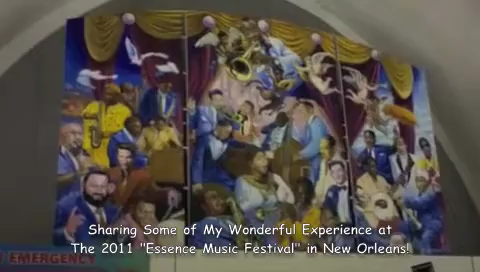 Sharing Some of My Wonderful Experience at
The 2011 "Essence Music Festival" in New Orleans!
EMERGENCY